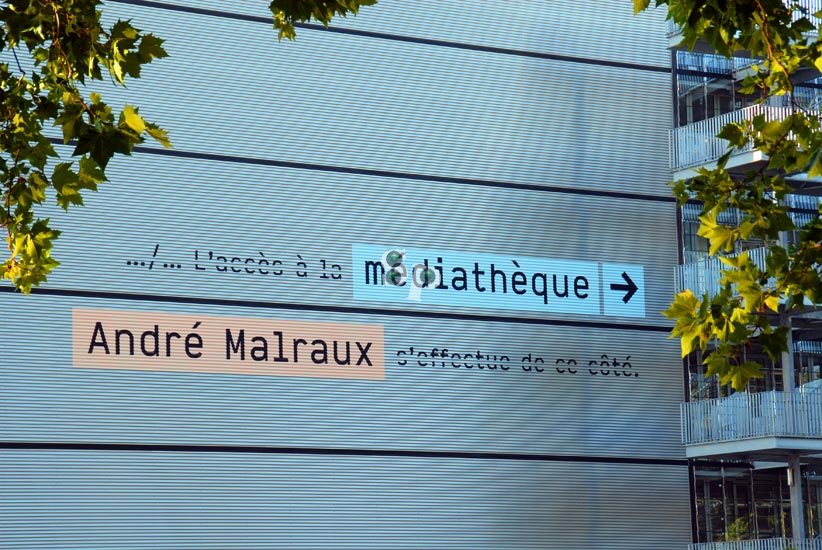 .../... L'accès à la médiathèque →
André Malraux s'effectue de ce côté.